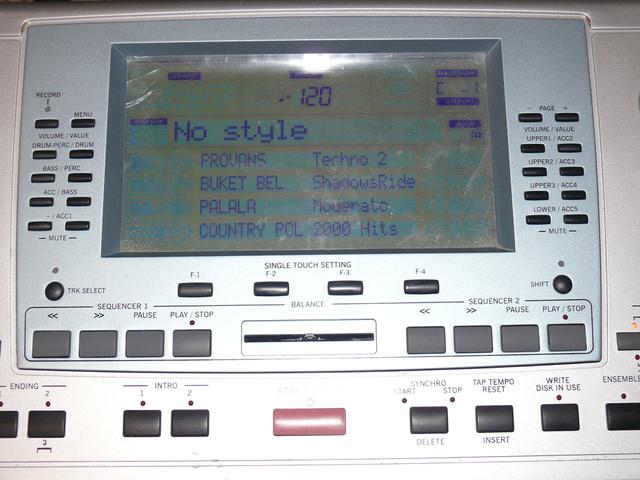 RECORD
MENU
VOLUME / VALUE
DRUM-PERC / DRUM
BASS / PERC
ACC / BASS
– / ACC1
MUTE
♩= 120
No style
PROVANS Techno 2
BUKET BEL ShadowsRide
PALALA Moderato
COUNTRY POL 2000 Hits
– PAGE +
VOLUME / VALUE
UPPER1 / ACC2
UPPER2 / ACC3
UPPER3 / ACC4
LOWER / ACC5
MUTE
SINGLE TOUCH SETTING
F-1 F-2 F-3 F-4
TRK SELECT
SHIFT
SEQUENCER 1
<< >> PAUSE PLAY / STOP
BALANCE
SEQUENCER 2
<< >> PAUSE PLAY / STOP
ENDING
2
3
INTRO
1 2
SYNCHRO
START STOP
DELETE
TAP TEMPO
RESET
INSERT
WRITE
DISK IN USE
ENSEMBLE